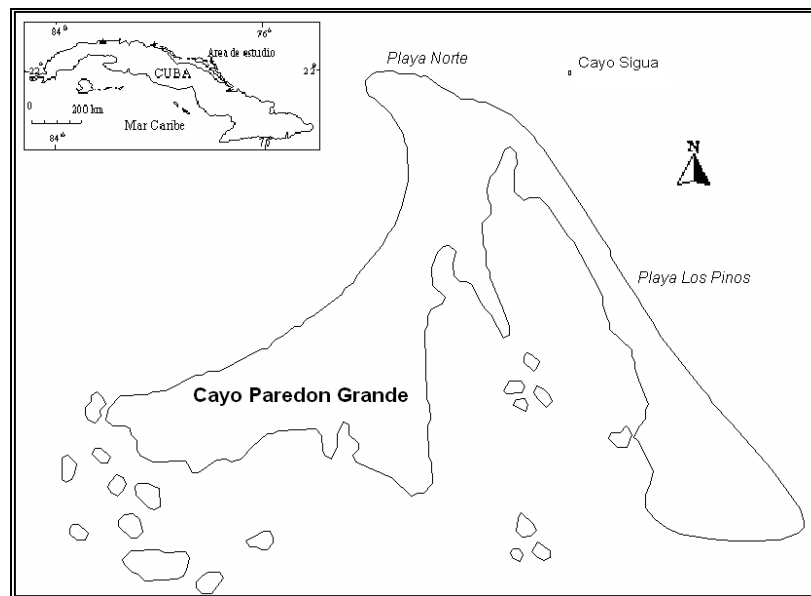 84°
76°
Area de estudio
22°
22°
CUBA
0
200 km
Mar Caribe
84°
Playa Norte
Cayo Sigua
N
Playa Los Pinos
Cayo Paredon Grande